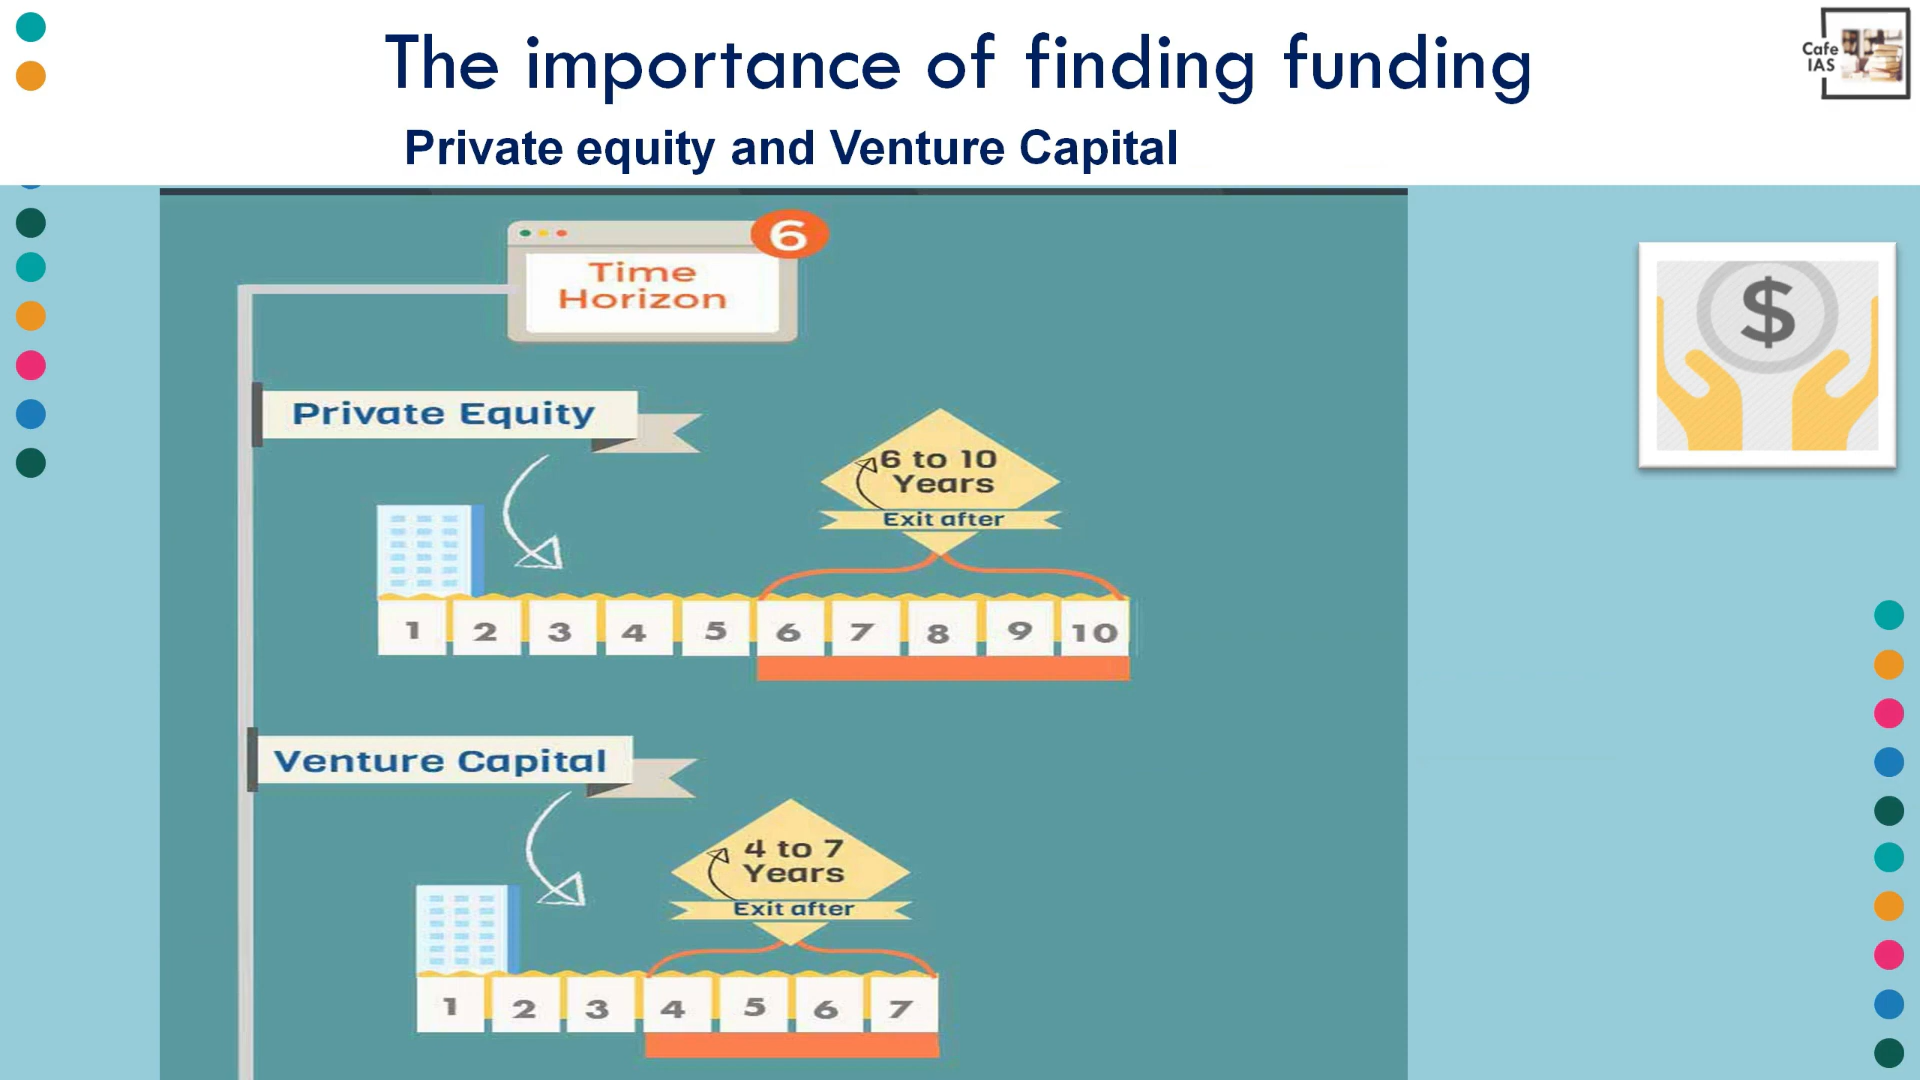 The importance of finding funding
Cafe
IAS
Private equity and Venture Capital
6
Time
Horizon
$
Private Equity
6 to 10
Years
Exit after
1 2 3 4 5 6 7 8 9 10
Venture Capital
4 to 7
Years
Exit after
1 2 3 4 5 6 7